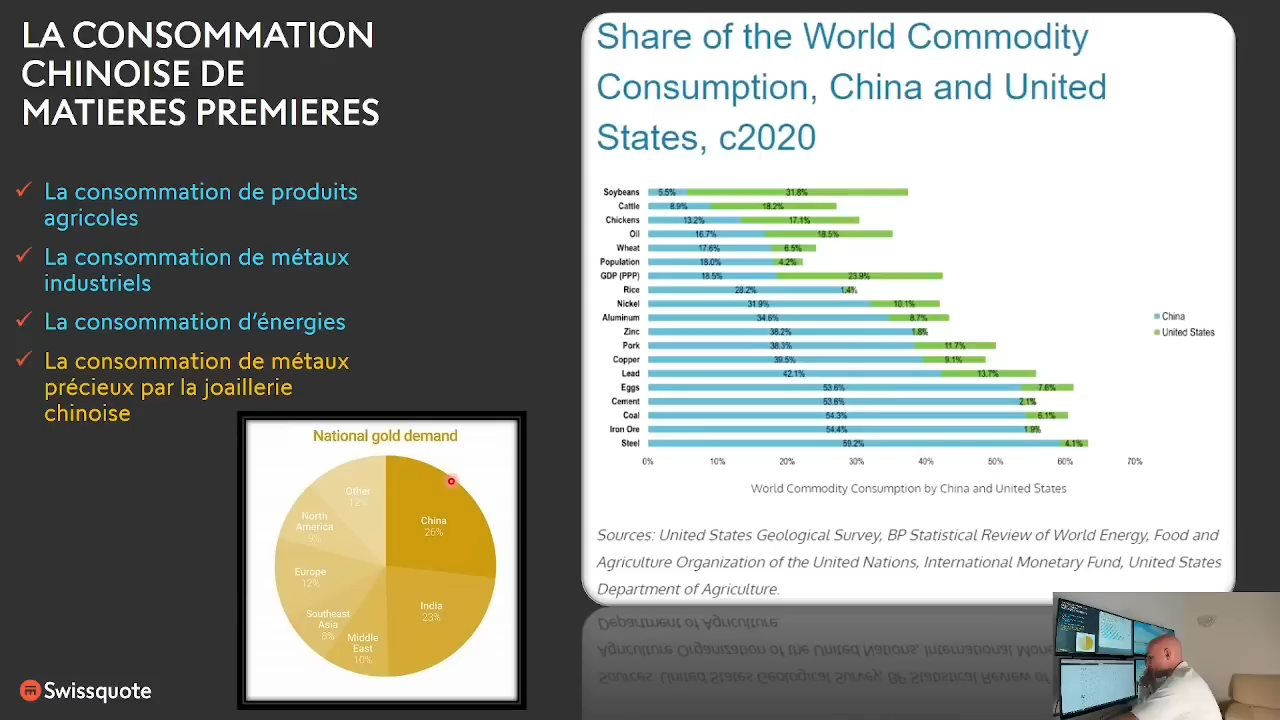 LA CONSOMMATION
CHINOISE DE
MATIERES PREMIERES
La consommation de produits
agricoles
La consommation de métaux
industriels
La consommation d'énergies
La consommation de métaux
précieux par la joaillerie
chinoise
National gold demand
Other
12%
China
26%
North
America
9%
Europe
12%
India
23%
Southeast
Asia
8%
Middle
East
10%
Swissquote
Share of the World Commodity
Consumption, China and United
States, c2020
Soybeans 5.5% 31.8%
Cattle 8.9% 18.2%
Chickens 13.2% 17.1%
Oil 16.7% 18.5%
Wheat 17.6% 6.5%
Population 18.0% 4.2%
GDP (PPP) 18.5% 23.9%
Rice 28.2% 1.4%
Nickel 31.9% 10.1%
Aluminum 34.6% 8.7%
Zinc 38.2% 1.8%
Pork 38.3% 11.7%
Copper 39.5% 9.1%
Lead 42.1% 13.7%
Eggs 53.6% 7.6%
Cement 53.6% 2.1%
Coal 54.3% 6.1%
Iron Ore 54.4% 1.9%
Steel 59.2% 4.1%
0% 10% 20% 30% 40% 50% 60% 70%
China
United States
World Commodity Consumption by China and United States
Sources: United States Geological Survey, BP Statistical Review of World Energy, Food and
Agriculture Organization of the United Nations, International Monetary Fund, United States
Department of Agriculture.